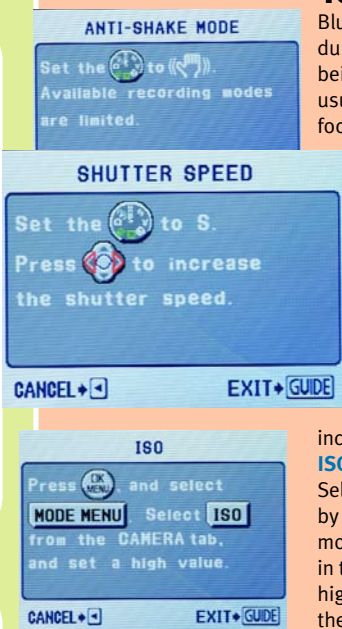 ANTI-SHAKE MODE
Set the to
Available recording modes
are limited.
SHUTTER SPEED
Set the to S.
Press to increase
the shutter speed.
CANCEL
EXIT GUIDE
ISO
Press OK MENU, and select
MODE MENU. Select ISO
from the CAMERA tab,
and set a high value.
CANCEL
EXIT GUIDE
Blu
du
bei
usu
foc
inc
ISO
Sel
by
mo
in t
hig
the